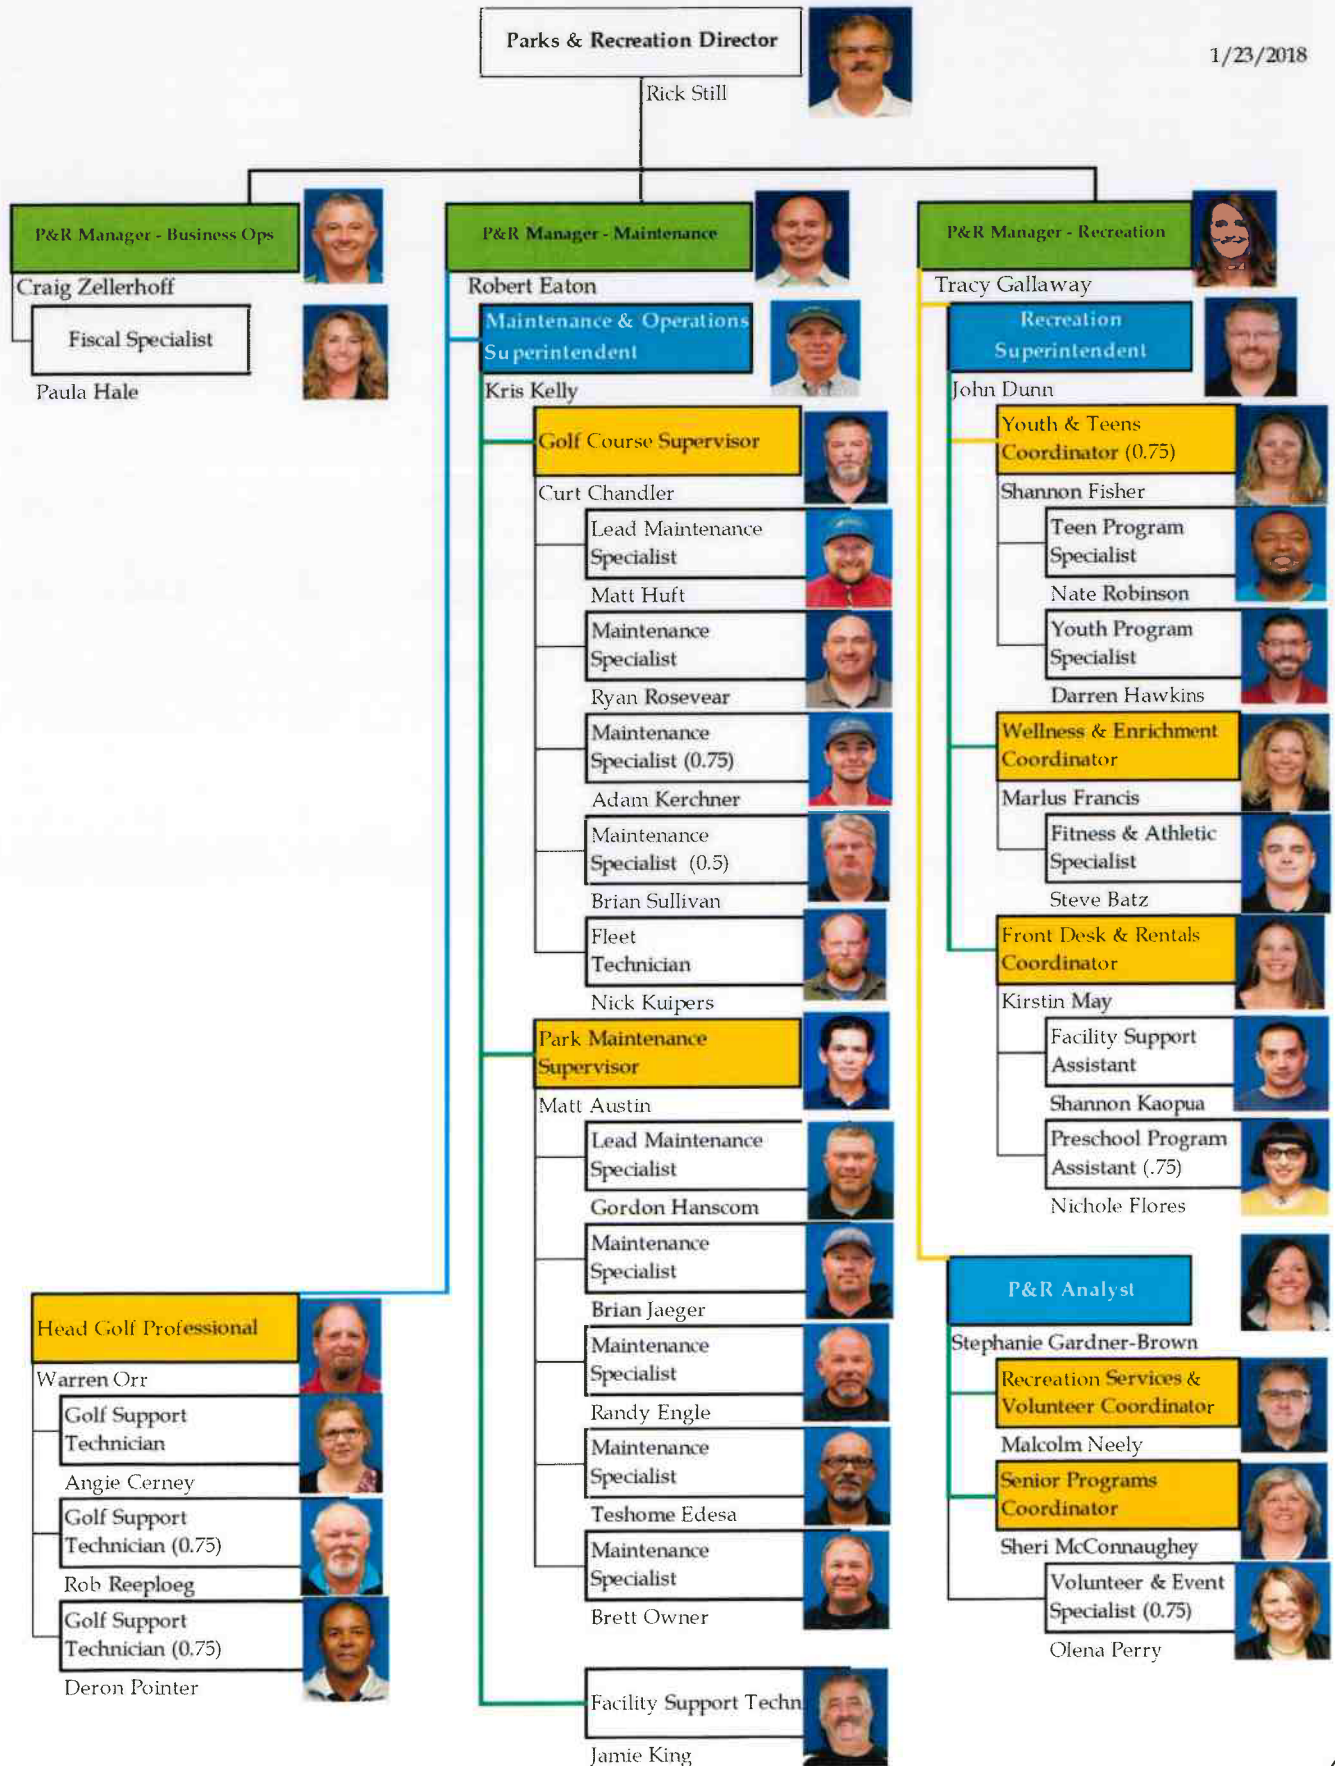 Parks & Recreation Director
1/23/2018
Rick Still
P&R Manager - Business Ops
Craig Zellerhoff
Fiscal Specialist
Paula Hale
P&R Manager - Maintenance
Robert Eaton
Maintenance & Operations
Superintendent
Kris Kelly
Golf Course Supervisor
Curt Chandler
Lead Maintenance
Specialist
Matt Huft
Maintenance
Specialist
Ryan Rosevear
Maintenance
Specialist (0.75)
Adam Kerchner
Maintenance
Specialist (0.5)
Brian Sullivan
Fleet
Technician
Nick Kuipers
Park Maintenance
Supervisor
Matt Austin
Lead Maintenance
Specialist
Gordon Hanscom
Maintenance
Specialist
Brian Jaeger
Maintenance
Specialist
Randy Engle
Maintenance
Specialist
Teshome Edesa
Maintenance
Specialist
Brett Owner
Facility Support Techn
Jamie King
Head Golf Professional
Warren Orr
Golf Support
Technician
Angie Cerney
Golf Support
Technician (0.75)
Rob Reeploeg
Golf Support
Technician (0.75)
Deron Pointer
P&R Manager - Recreation
Tracy Gallaway
Recreation
Superintendent
John Dunn
Youth & Teens
Coordinator (0.75)
Shannon Fisher
Teen Program
Specialist
Nate Robinson
Youth Program
Specialist
Darren Hawkins
Wellness & Enrichment
Coordinator
Marlus Francis
Fitness & Athletic
Specialist
Steve Batz
Front Desk & Rentals
Coordinator
Kirstin May
Facility Support
Assistant
Shannon Kaopua
Preschool Program
Assistant (.75)
Nichole Flores
P&R Analyst
Stephanie Gardner-Brown
Recreation Services &
Volunteer Coordinator
Malcolm Neely
Senior Programs
Coordinator
Sheri McConnaughey
Volunteer & Event
Specialist (0.75)
Olena Perry